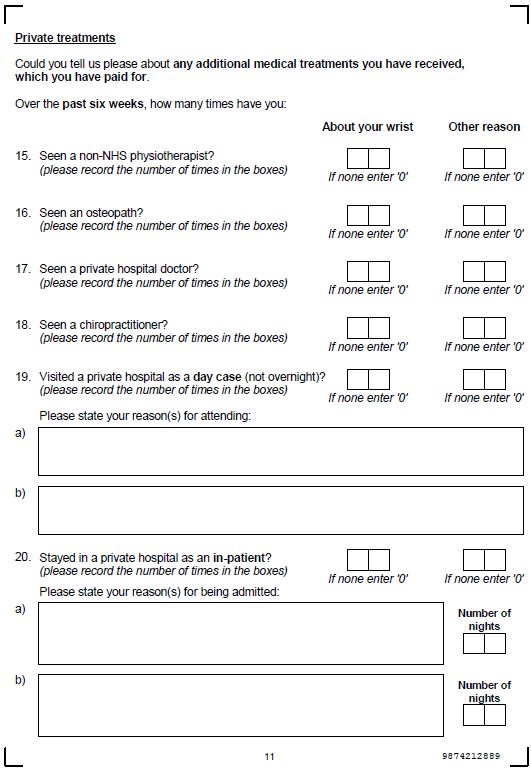 Private treatments
Could you tell us please about any additional medical treatments you have received,
which you have paid for.
Over the past six weeks, how many times have you:
About your wrist Other reason
15. Seen a non-NHS physiotherapist?
(please record the number of times in the boxes)
If none enter '0' If none enter '0'
16. Seen an osteopath?
(please record the number of times in the boxes)
If none enter '0' If none enter '0'
17. Seen a private hospital doctor?
(please record the number of times in the boxes)
If none enter '0' If none enter '0'
18. Seen a chiropractitioner?
(please record the number of times in the boxes)
If none enter '0' If none enter '0'
19. Visited a private hospital as a day case (not overnight)?
(please record the number of times in the boxes)
If none enter '0' If none enter '0'
Please state your reason(s) for attending:
a)
b)
20. Stayed in a private hospital as an in-patient?
(please record the number of times in the boxes)
If none enter '0' If none enter '0'
Please state your reason(s) for being admitted:
a)
Number of
nights
b)
Number of
nights
11
9874212889